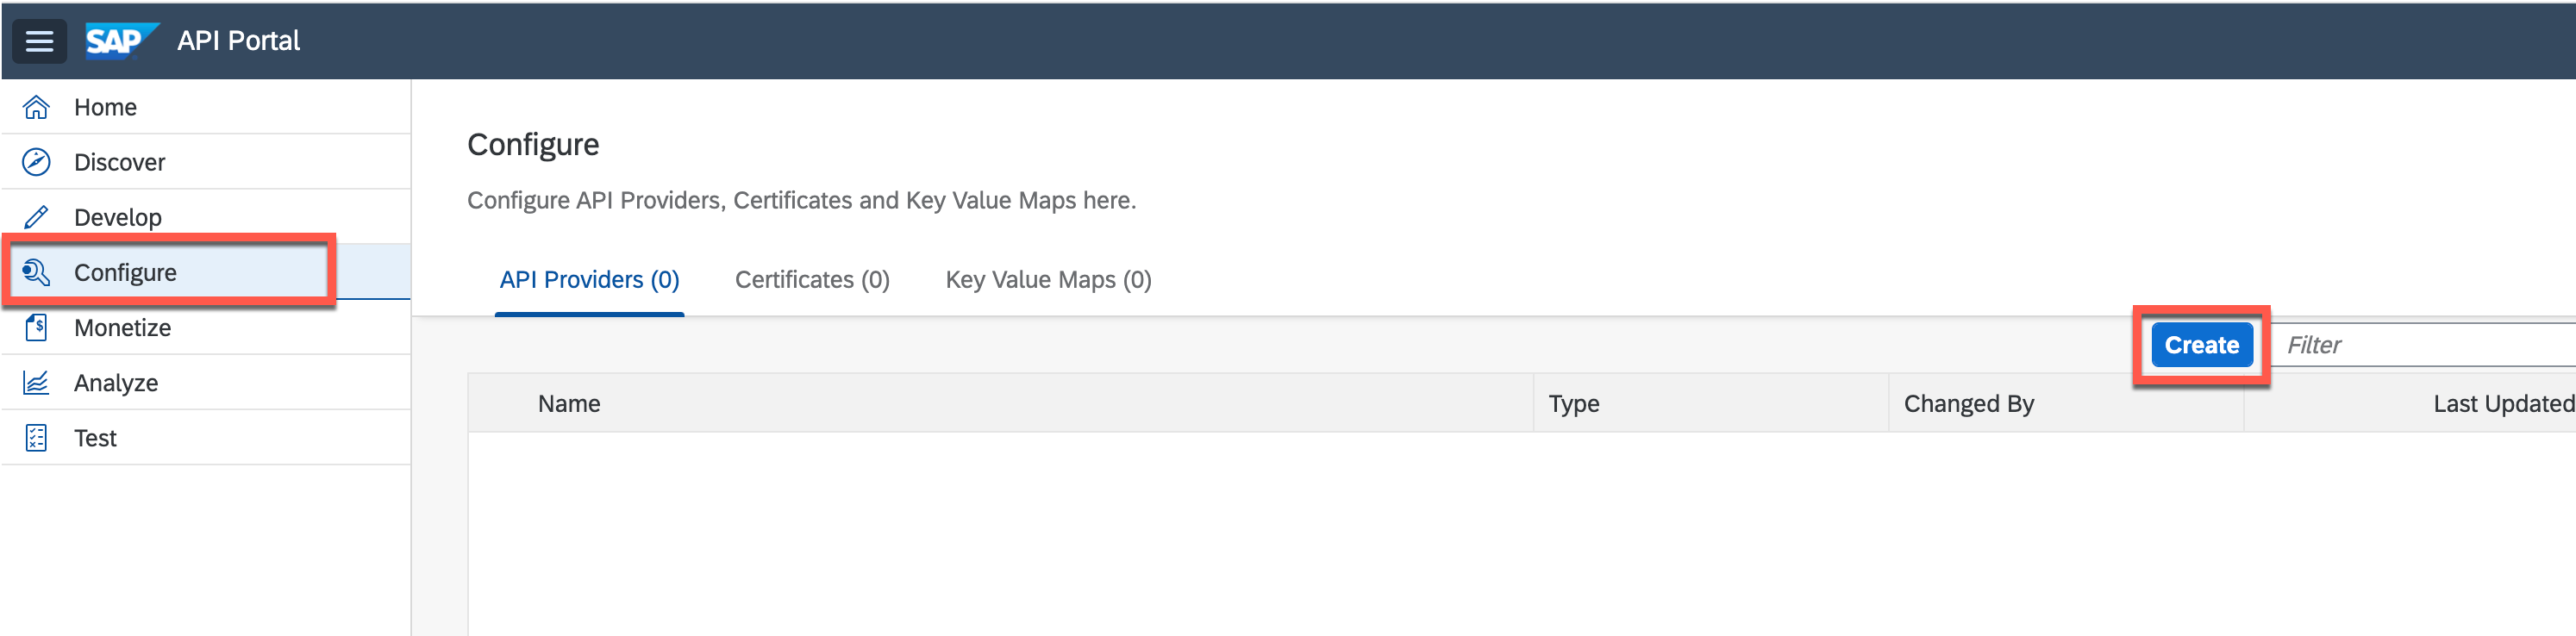 SAP API Portal
Home
Discover
Develop
Configure
Monetize
Analyze
Test
Configure
Configure API Providers, Certificates and Key Value Maps here.
API Providers (0) Certificates (0) Key Value Maps (0)
Create Filter
Name Type Changed By Last Updated